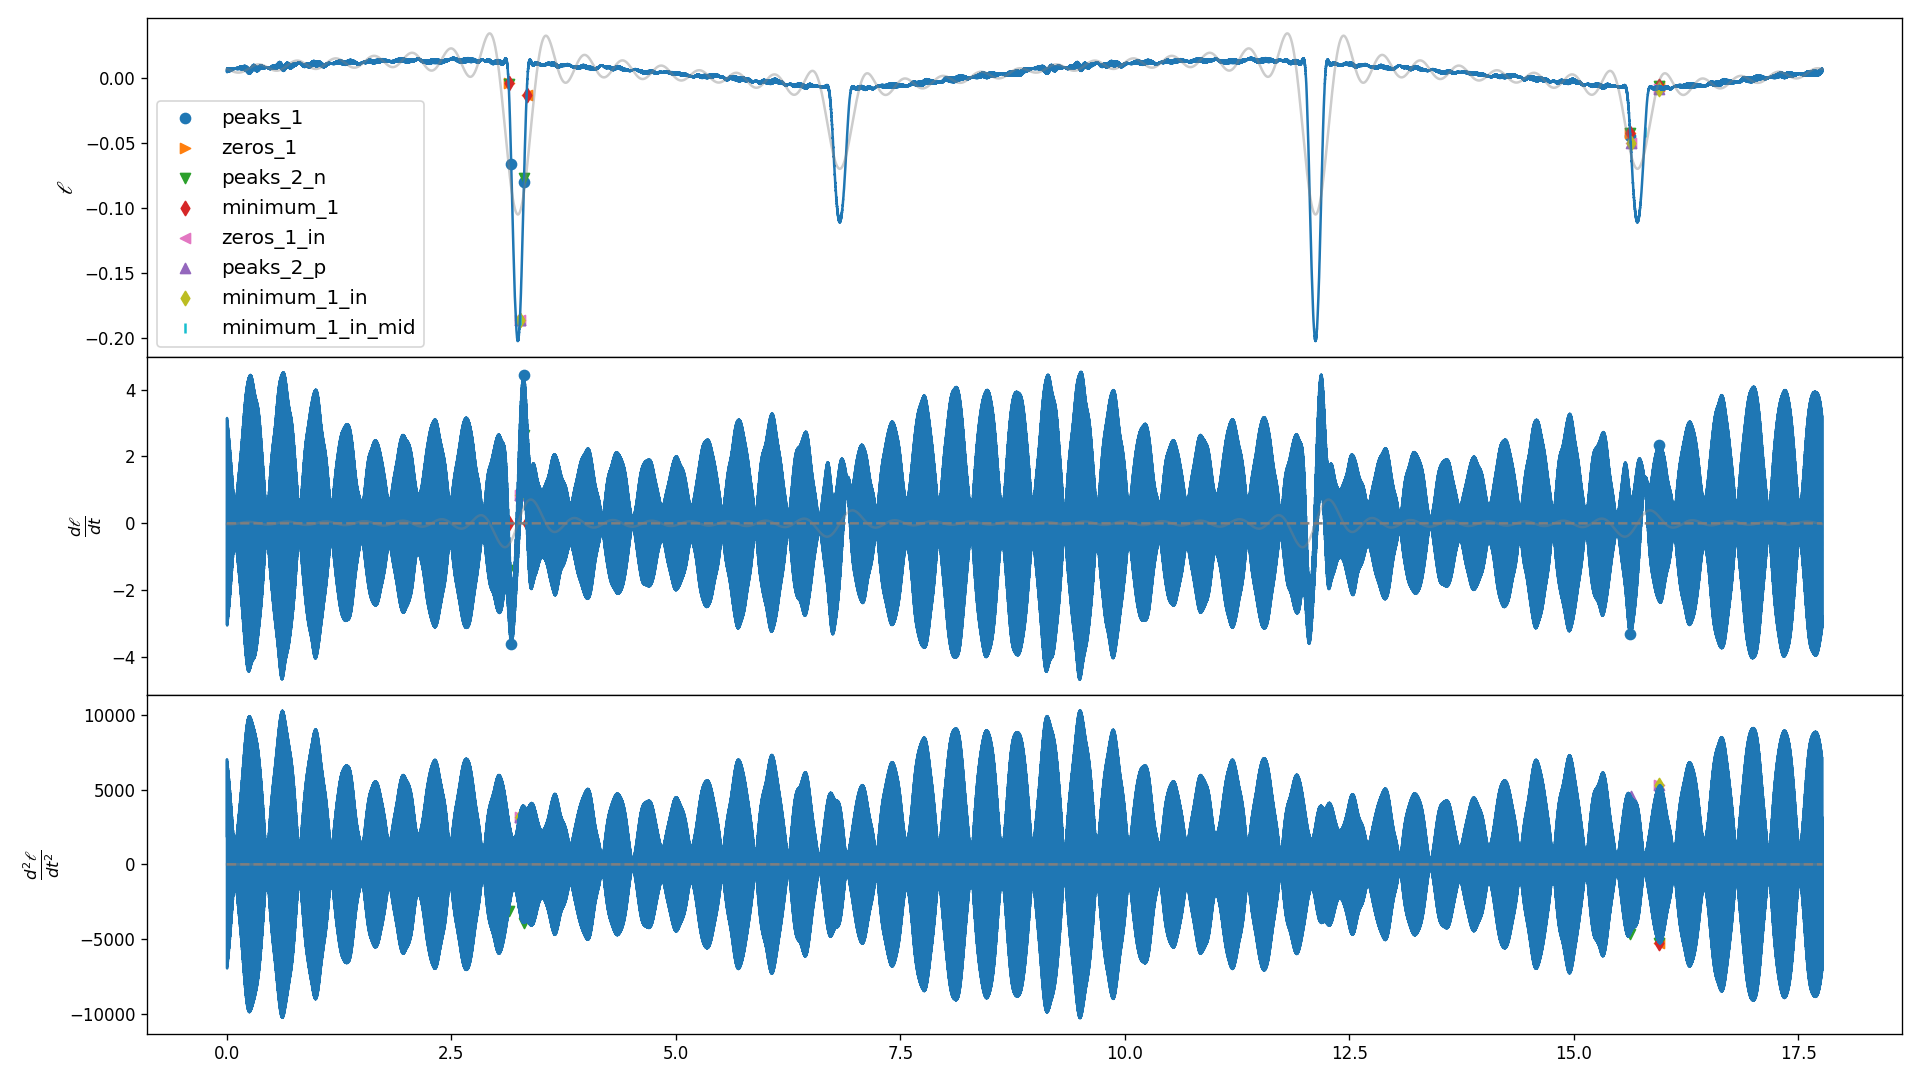 0.00
−0.05
−0.10
−0.15
−0.20
ℓ
peaks_1
zeros_1
peaks_2_n
minimum_1
zeros_1_in
peaks_2_p
minimum_1_in
minimum_1_in_mid
4
2
0
−2
−4
dℓ
dt
10000
5000
0
−5000
−10000
d²ℓ
dt²
0.0 2.5 5.0 7.5 10.0 12.5 15.0 17.5